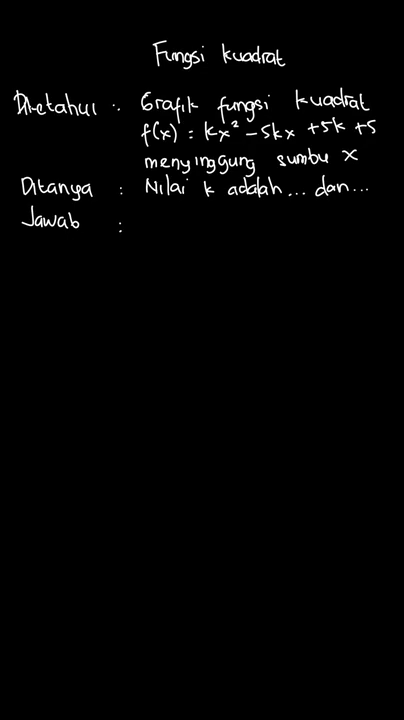 Fungsi kuadrat
Diketahui : Grafik fungsi kuadrat
f(x) = kx² - 5kx + 5k + 5
menyinggung sumbu x
Ditanya : Nilai k adalah ... dan ...
Jawab :